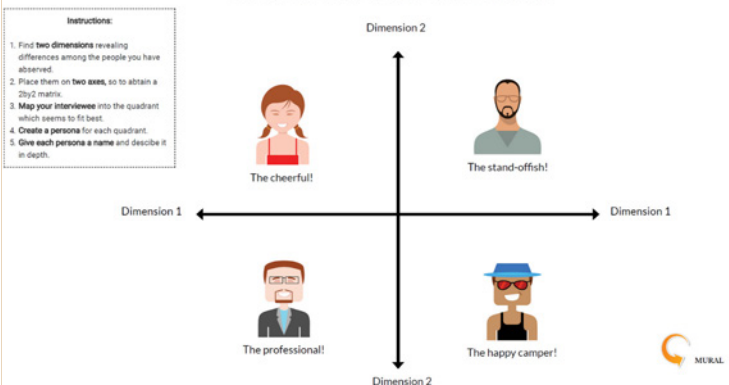 Instructions:
1. Find two dimensions revealing
differences among the people you have
abserved.
2. Place them on two axes, so to abtain a
2by2 matrix.
3. Map your interviewee into the quadrant
which seems to fit best.
4. Create a persona for each quadrant.
5. Give each persona a name and descibe it
in depth.
Dimension 2
The cheerful!
The stand-offish!
Dimension 1
Dimension 1
The professional!
The happy camper!
Dimension 2
MURAL